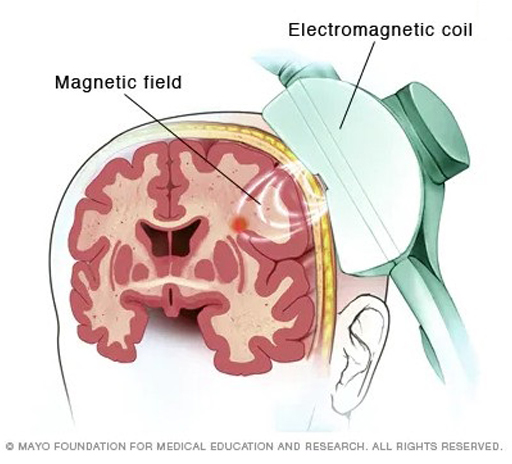 Electromagnetic coil
Magnetic field
© MAYO FOUNDATION FOR MEDICAL EDUCATION AND RESEARCH. ALL RIGHTS RESERVED.